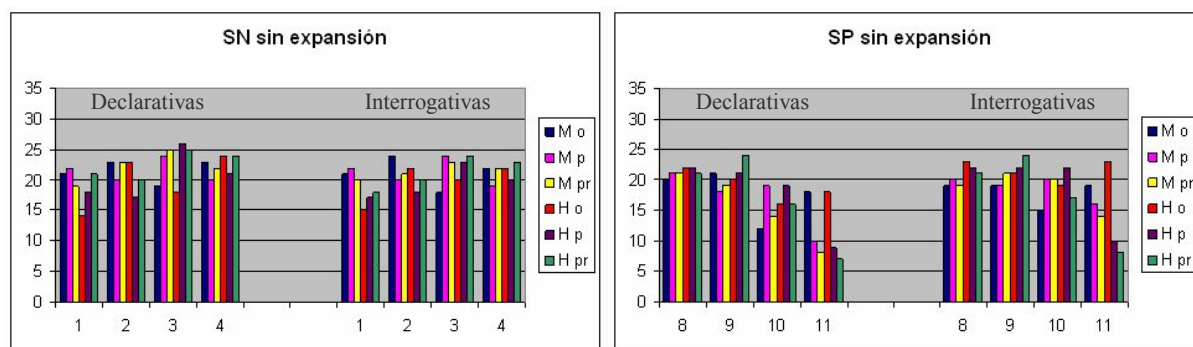 SN sin expansión
35
30
25
20
15
10
5
0
Declarativas
Interrogativas
1 2 3 4 1 2 3 4
M o
M p
M pr
H o
H p
H pr
SP sin expansión
35
30
25
20
15
10
5
0
Declarativas
Interrogativas
8 9 10 11 8 9 10 11
M o
M p
M pr
H o
H p
H pr